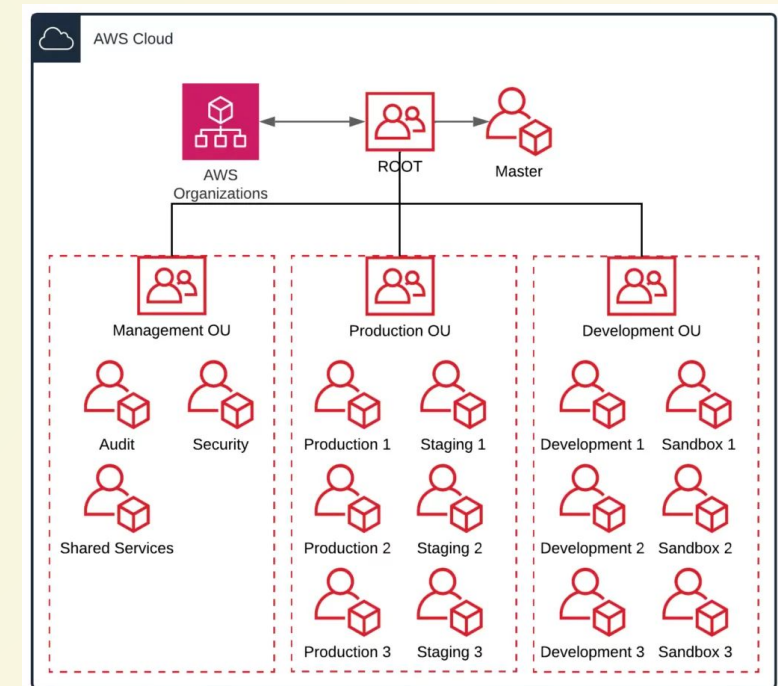 AWS Cloud
AWS
Organizations
ROOT
Master
Management OU
Production OU
Development OU
Audit
Security
Production 1
Staging 1
Development 1
Sandbox 1
Shared Services
Production 2
Staging 2
Development 2
Sandbox 2
Production 3
Staging 3
Development 3
Sandbox 3